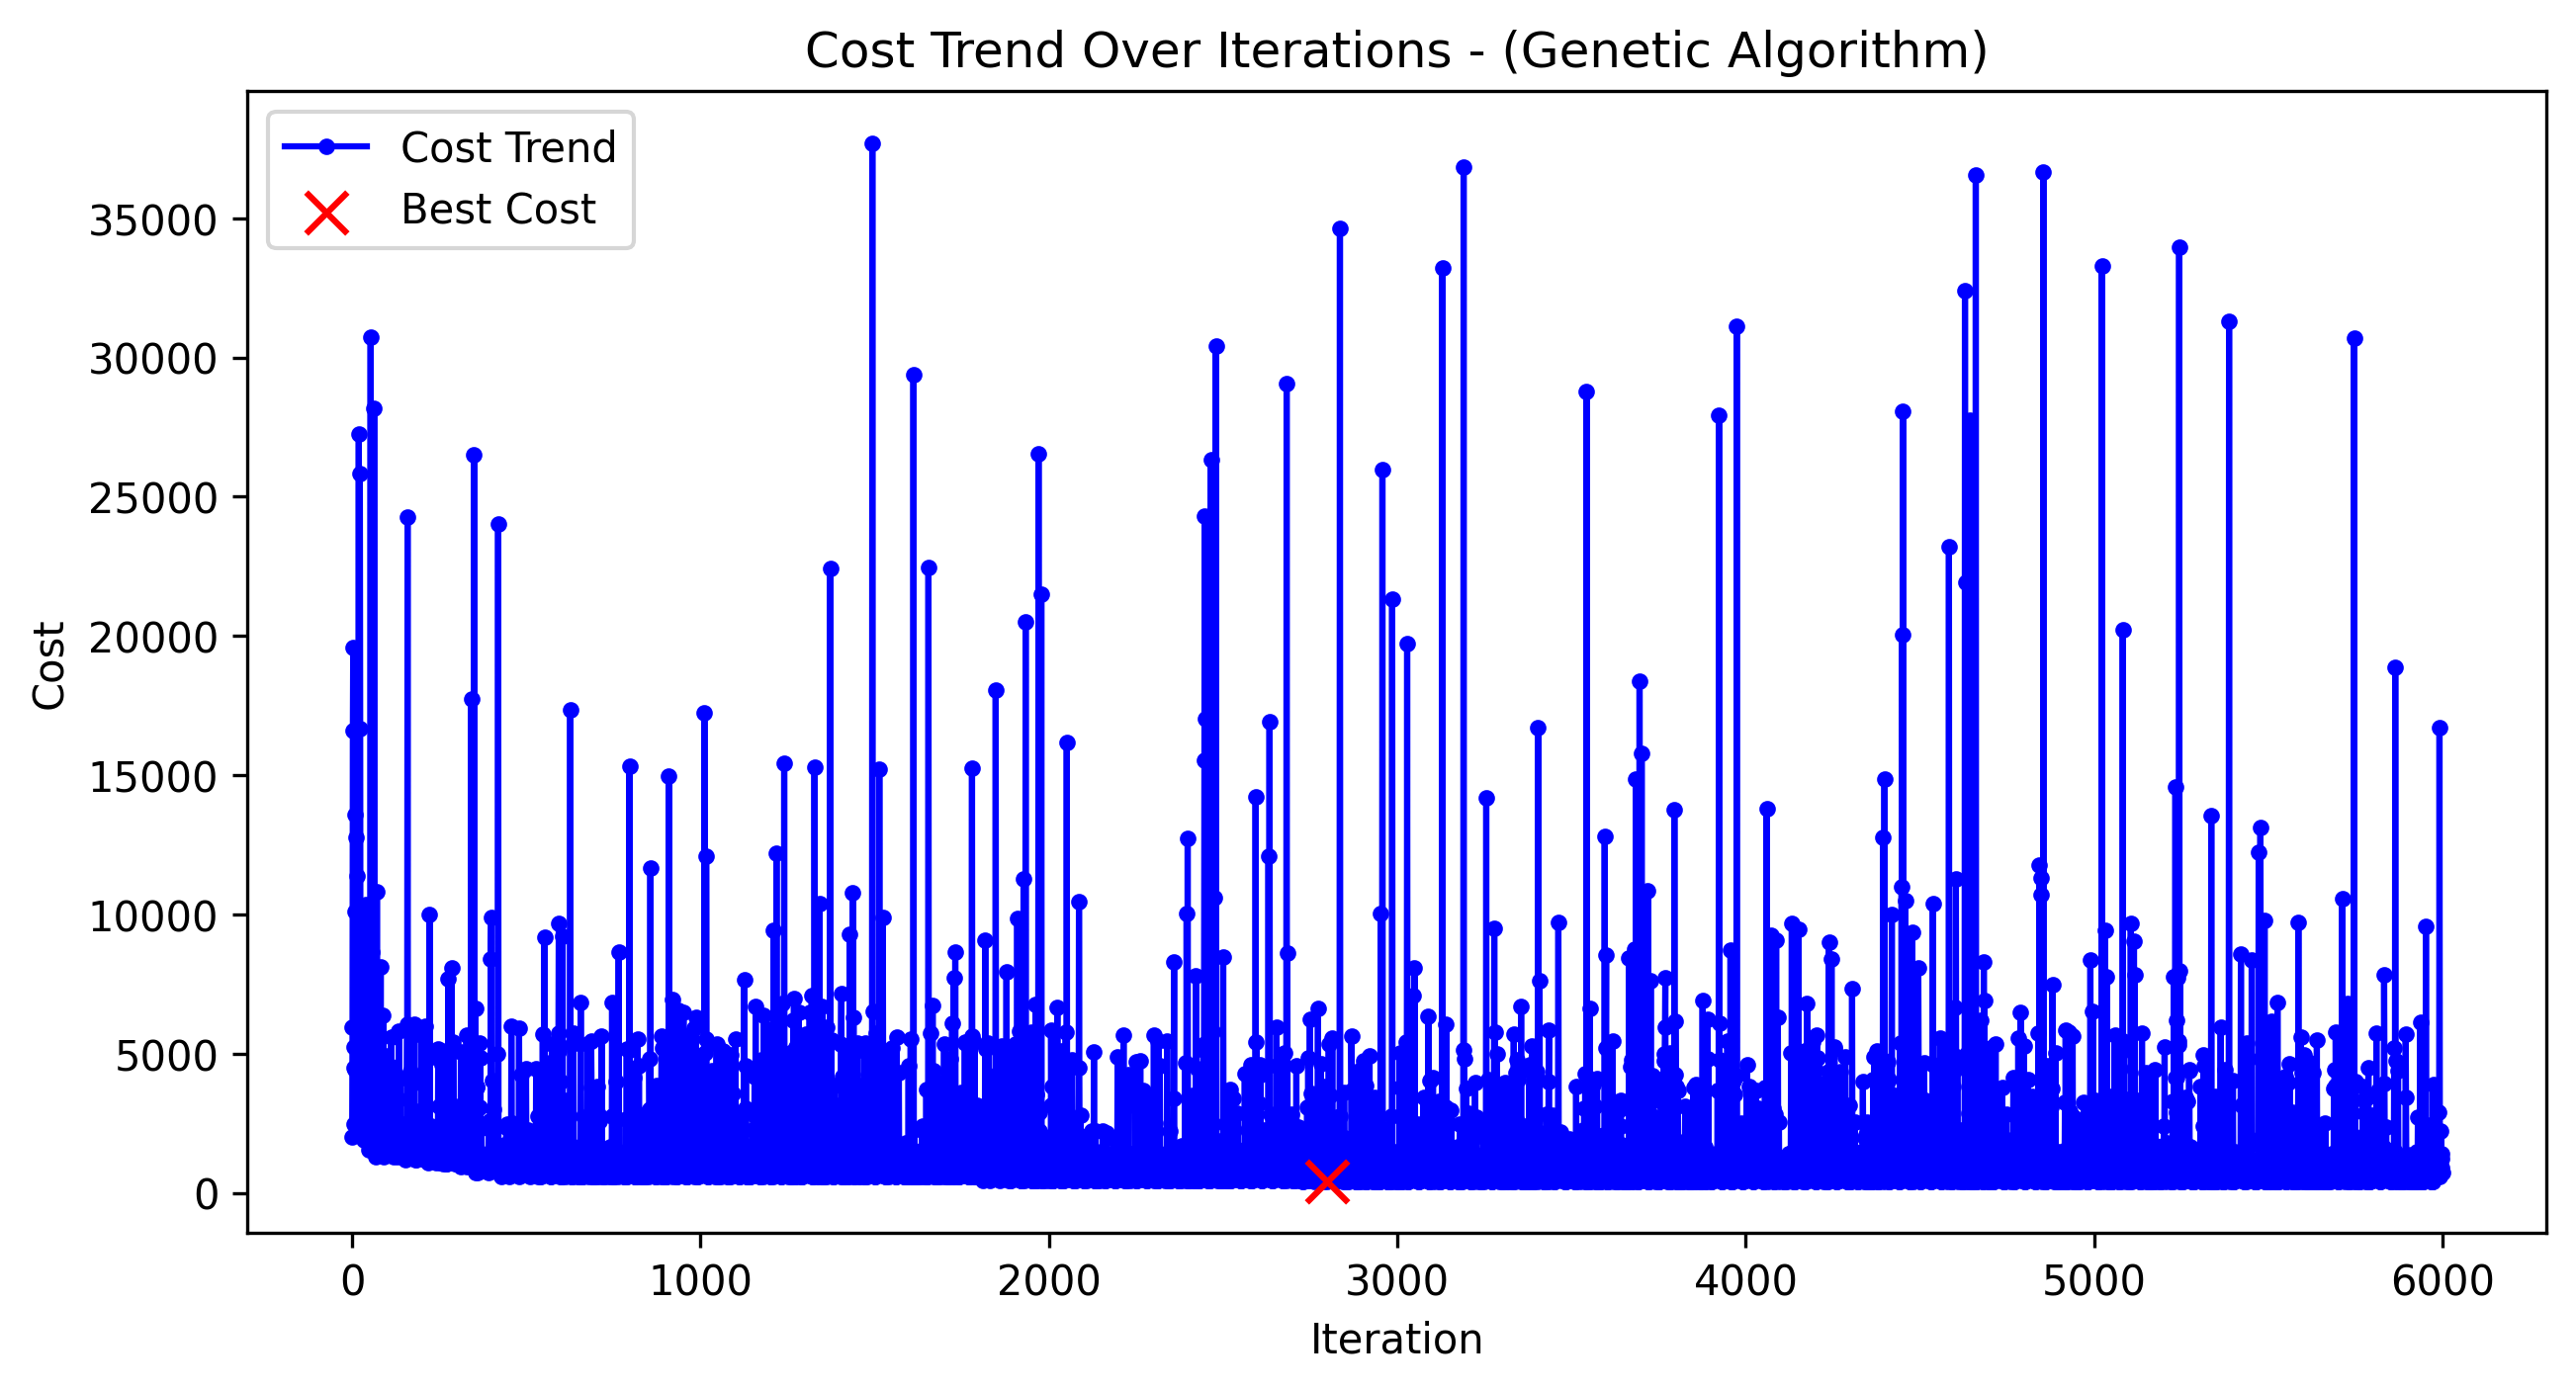 Cost Trend Over Iterations - (Genetic Algorithm)
Cost Trend
Best Cost
35000
30000
25000
20000
15000
10000
5000
0
Cost
0 1000 2000 3000 4000 5000 6000
Iteration